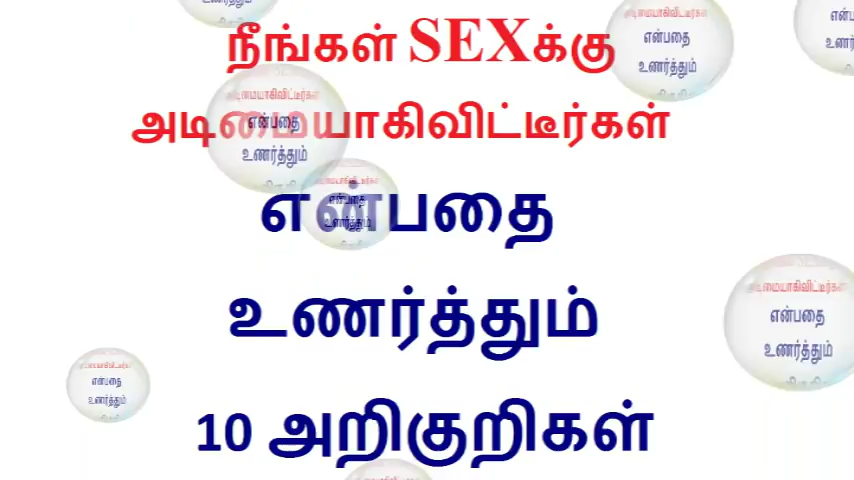 நீங்கள் SEXக்கு
அடிமையாகிவிட்டீர்கள்
என்பதை
உணர்த்தும்
10 அறிகுறிகள்